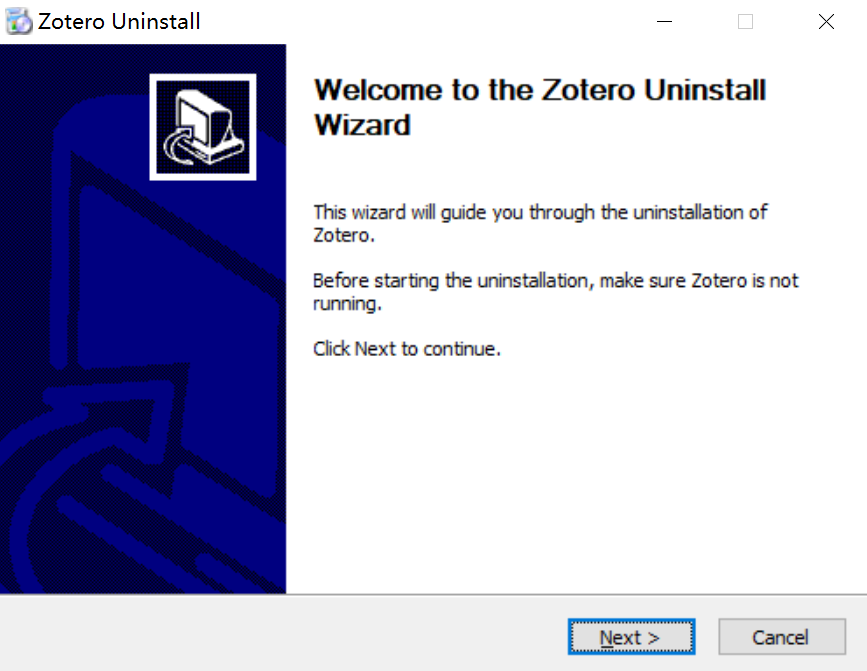 Zotero Uninstall
Welcome to the Zotero Uninstall
Wizard
This wizard will guide you through the uninstallation of
Zotero.
Before starting the uninstallation, make sure Zotero is not
running.
Click Next to continue.
Next >
Cancel